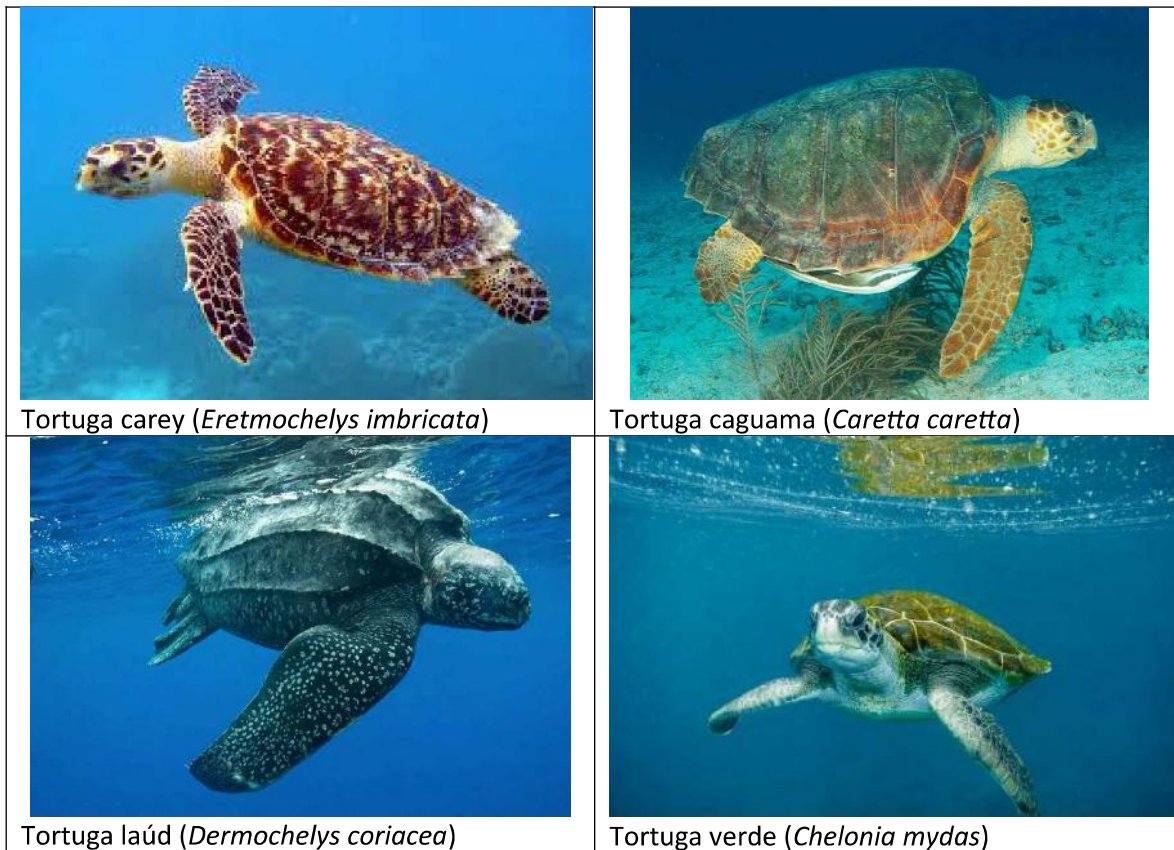 Tortuga carey (Eretmochelys imbricata)
Tortuga caguama (Caretta caretta)
Tortuga laúd (Dermochelys coriacea)
Tortuga verde (Chelonia mydas)